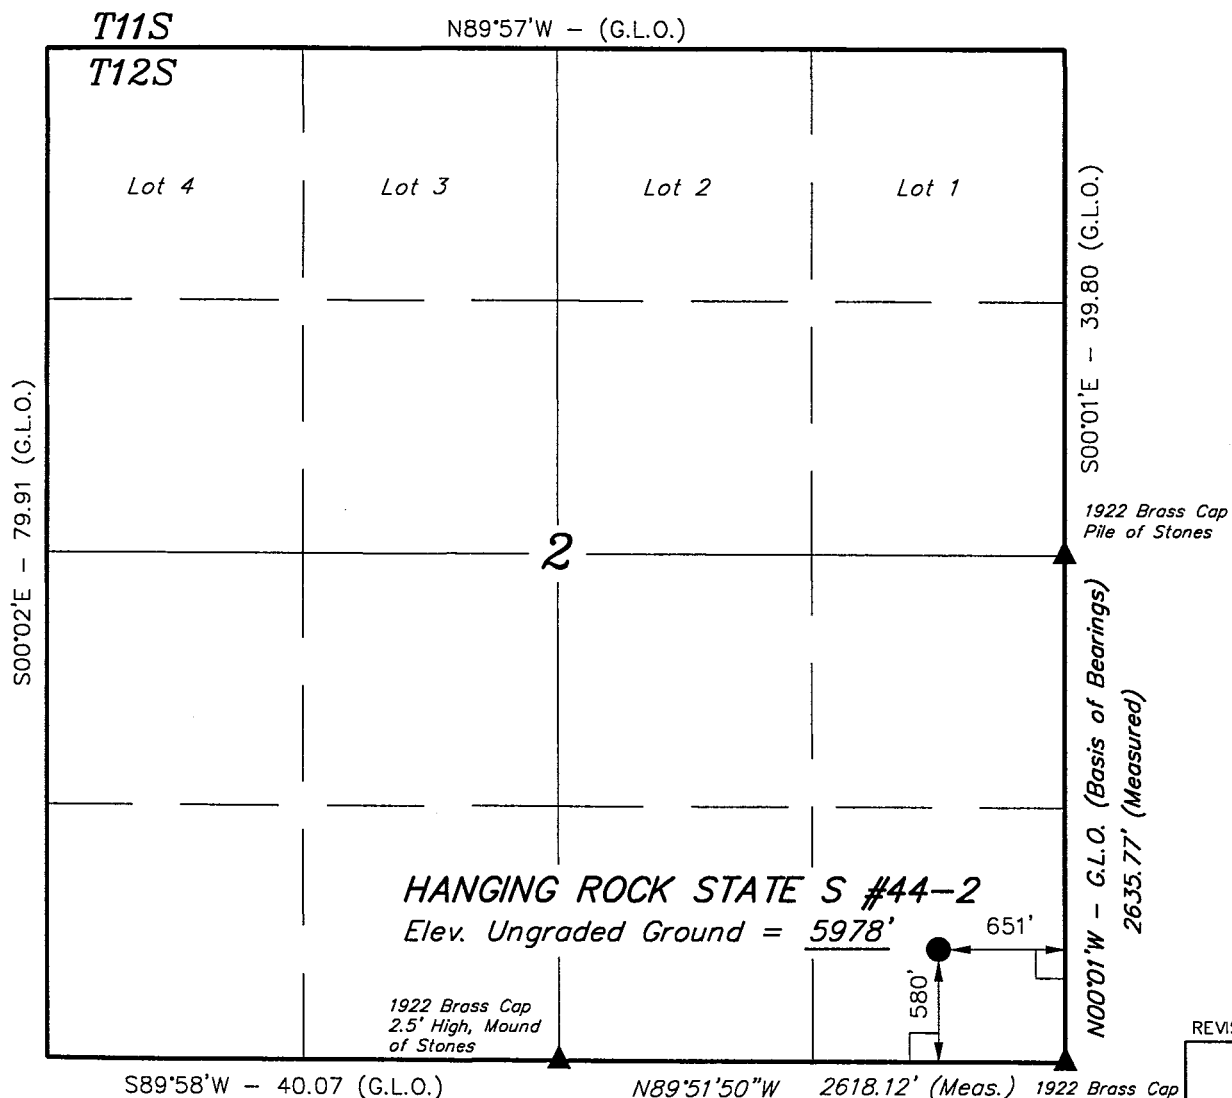 T11S
N89°57'W – (G.L.O.)
T12S
Lot 4
Lot 3
Lot 2
Lot 1
S00°01'E – 39.80 (G.L.O.)
S00°02'E – 79.91 (G.L.O.)
1922 Brass Cap
Pile of Stones
2
N00°01'W – G.L.O. (Basis of Bearings)
2635.77' (Measured)
HANGING ROCK STATE S #44–2
Elev. Ungraded Ground = 5978'
651'
580'
1922 Brass Cap
2.5' High, Mound
of Stones
S89°58'W – 40.07 (G.L.O.)
N89°51'50"W 2618.12' (Meas.)
1922 Brass Cap
REVIS